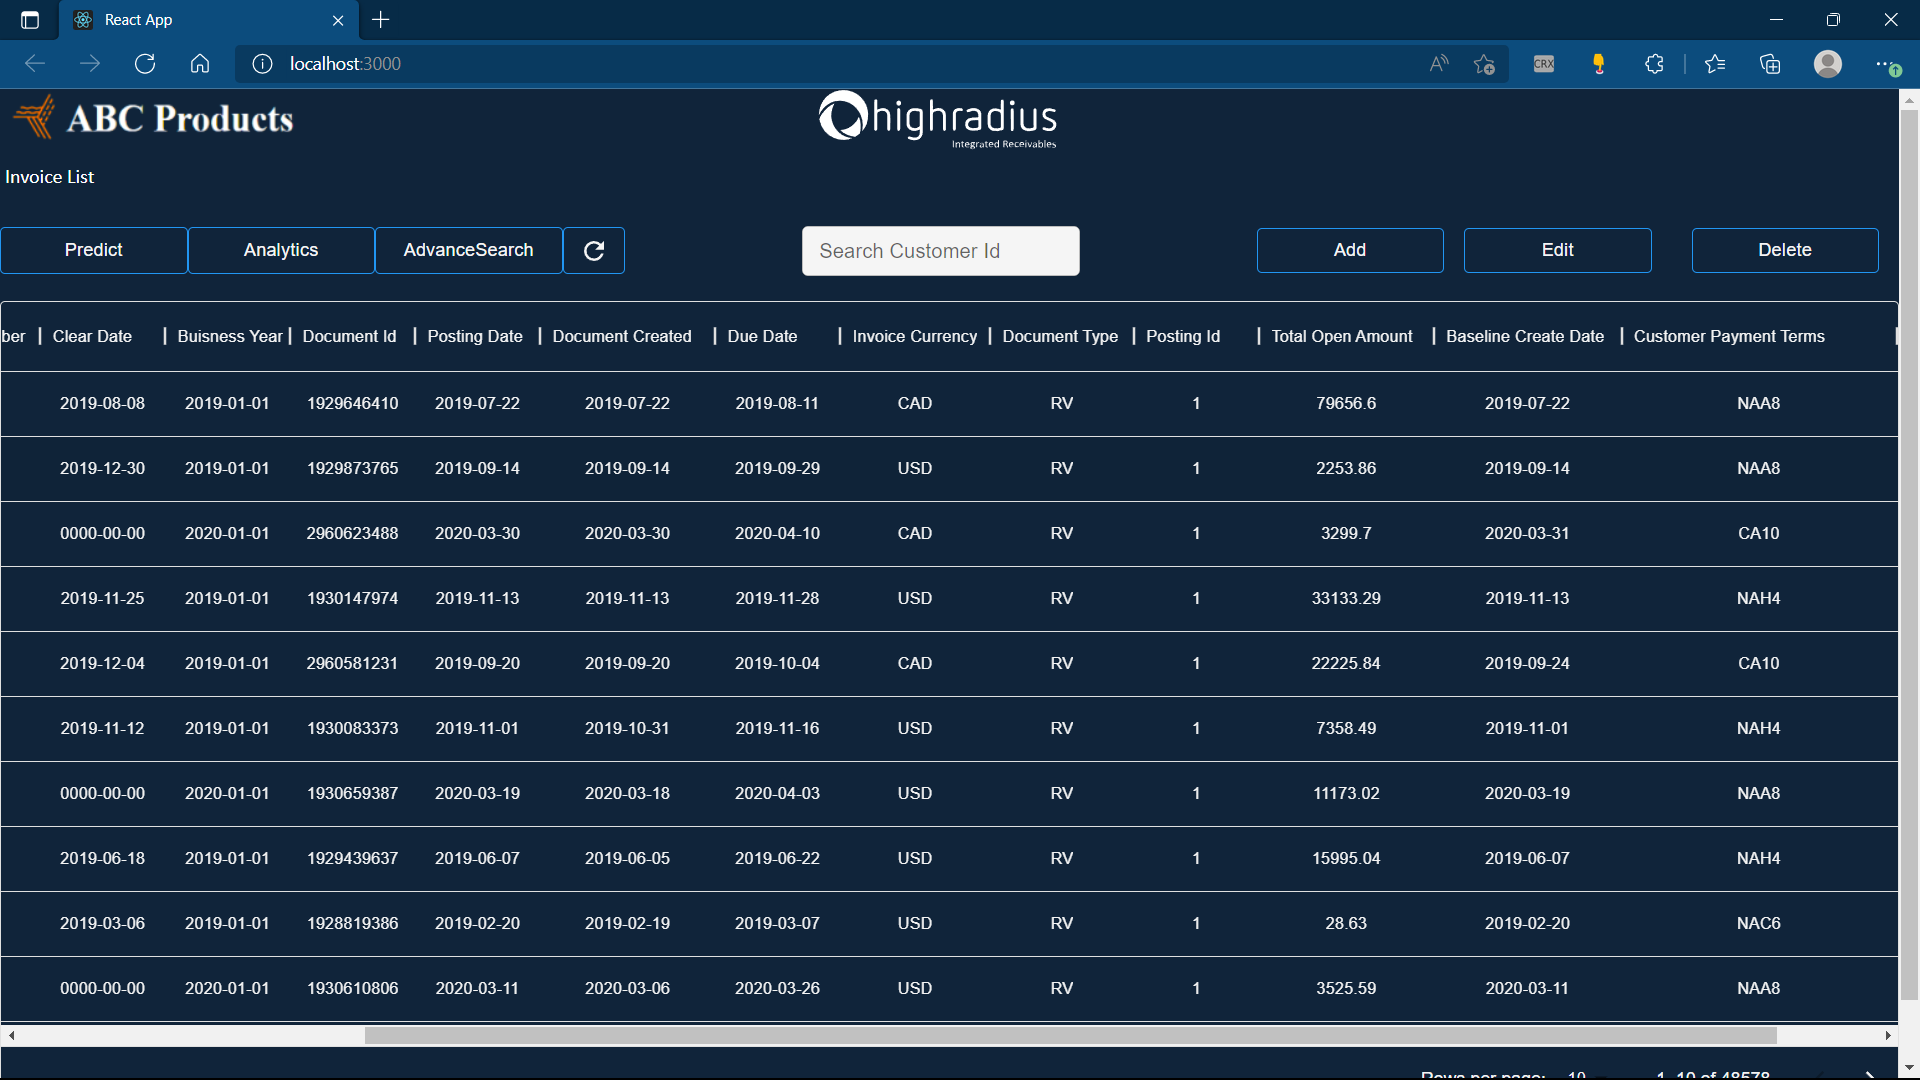 React App
localhost:3000
CRX
ABC Products
highradius
Integrated Receivables
Invoice List
Predict Analytics AdvanceSearch Search Customer Id Add Edit Delete
ber Clear Date Buisness Year Document Id Posting Date Document Created Due Date Invoice Currency Document Type Posting Id Total Open Amount Baseline Create Date Customer Payment Terms
2019-08-08 2019-01-01 1929646410 2019-07-22 2019-07-22 2019-08-11 CAD RV 1 79656.6 2019-07-22 NAA8
2019-12-30 2019-01-01 1929873765 2019-09-14 2019-09-14 2019-09-29 USD RV 1 2253.86 2019-09-14 NAA8
0000-00-00 2020-01-01 2960623488 2020-03-30 2020-03-30 2020-04-10 CAD RV 1 3299.7 2020-03-31 CA10
2019-11-25 2019-01-01 1930147974 2019-11-13 2019-11-13 2019-11-28 USD RV 1 33133.29 2019-11-13 NAH4
2019-12-04 2019-01-01 2960581231 2019-09-20 2019-09-20 2019-10-04 CAD RV 1 22225.84 2019-09-24 CA10
2019-11-12 2019-01-01 1930083373 2019-11-01 2019-10-31 2019-11-16 USD RV 1 7358.49 2019-11-01 NAH4
0000-00-00 2020-01-01 1930659387 2020-03-19 2020-03-18 2020-04-03 USD RV 1 11173.02 2020-03-19 NAA8
2019-06-18 2019-01-01 1929439637 2019-06-07 2019-06-05 2019-06-22 USD RV 1 15995.04 2019-06-07 NAH4
2019-03-06 2019-01-01 1928819386 2019-02-20 2019-02-19 2019-03-07 USD RV 1 28.63 2019-02-20 NAC6
0000-00-00 2020-01-01 1930610806 2020-03-11 2020-03-06 2020-03-26 USD RV 1 3525.59 2020-03-11 NAA8
Rows per page: 10 1-10 of 48578